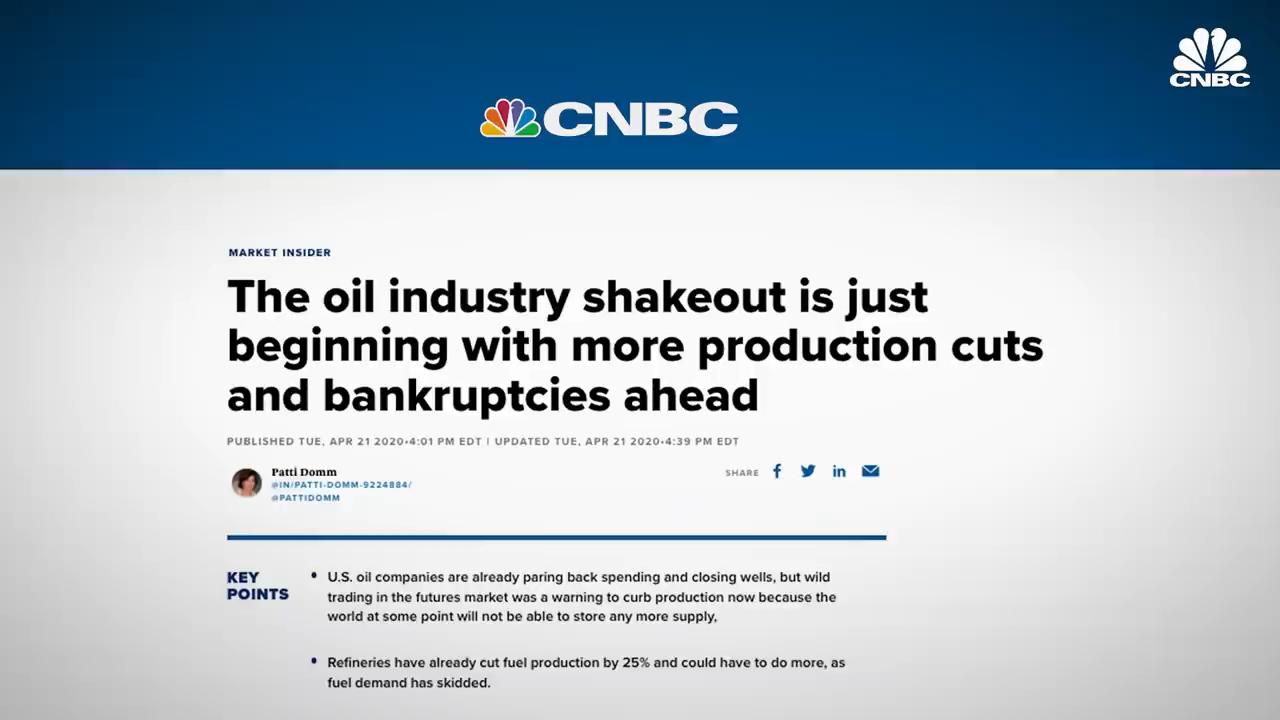 CNBC
CNBC
MARKET INSIDER
The oil industry shakeout is just
beginning with more production cuts
and bankruptcies ahead
PUBLISHED TUE, APR 21 2020•4:01 PM EDT | UPDATED TUE, APR 21 2020•4:39 PM EDT
Patti Domm
@IN/PATTI-DOMM-9224884/
@PATTIDOMM
SHARE
KEY
POINTS
• U.S. oil companies are already paring back spending and closing wells, but wild
trading in the futures market was a warning to curb production now because the
world at some point will not be able to store any more supply,
• Refineries have already cut fuel production by 25% and could have to do more, as
fuel demand has skidded.